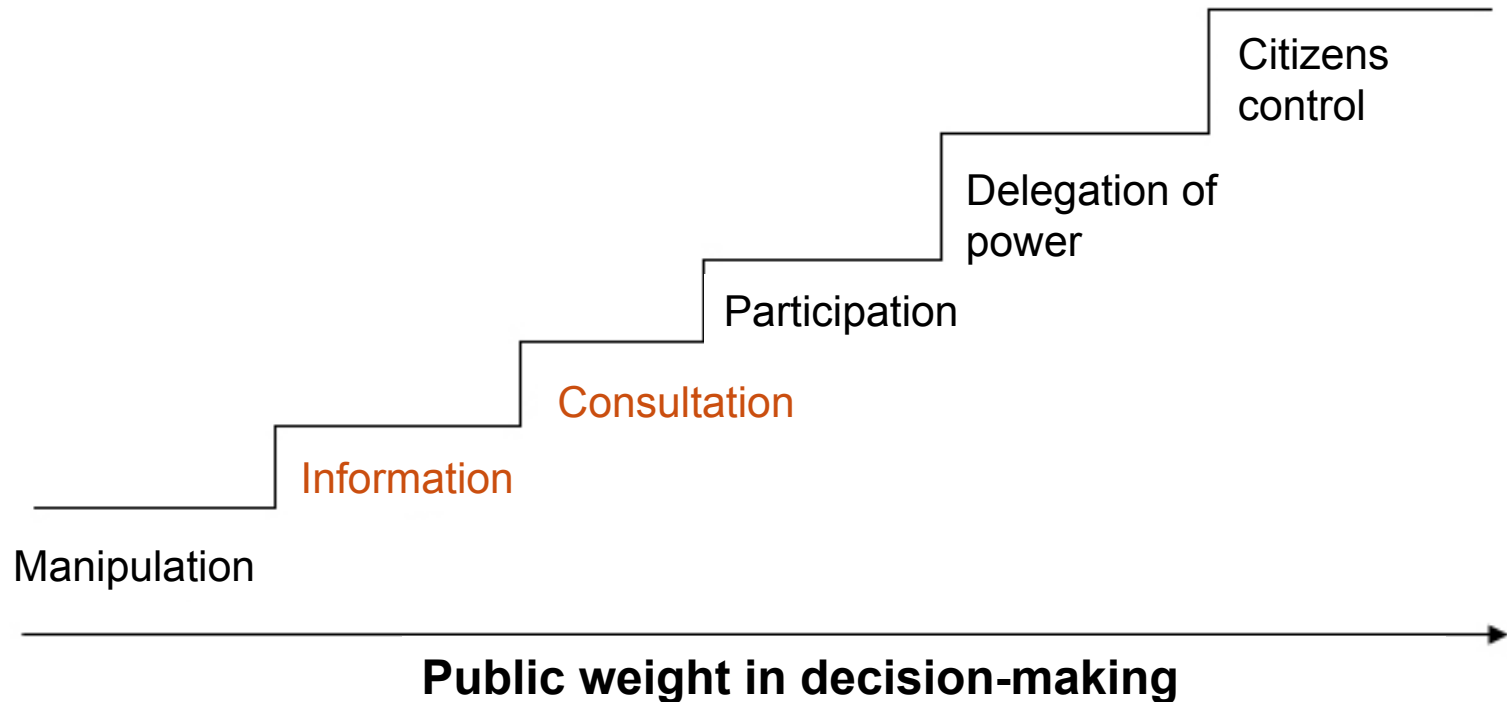 Citizens
control
Delegation of
power
Participation
Consultation
Information
Manipulation
Public weight in decision-making